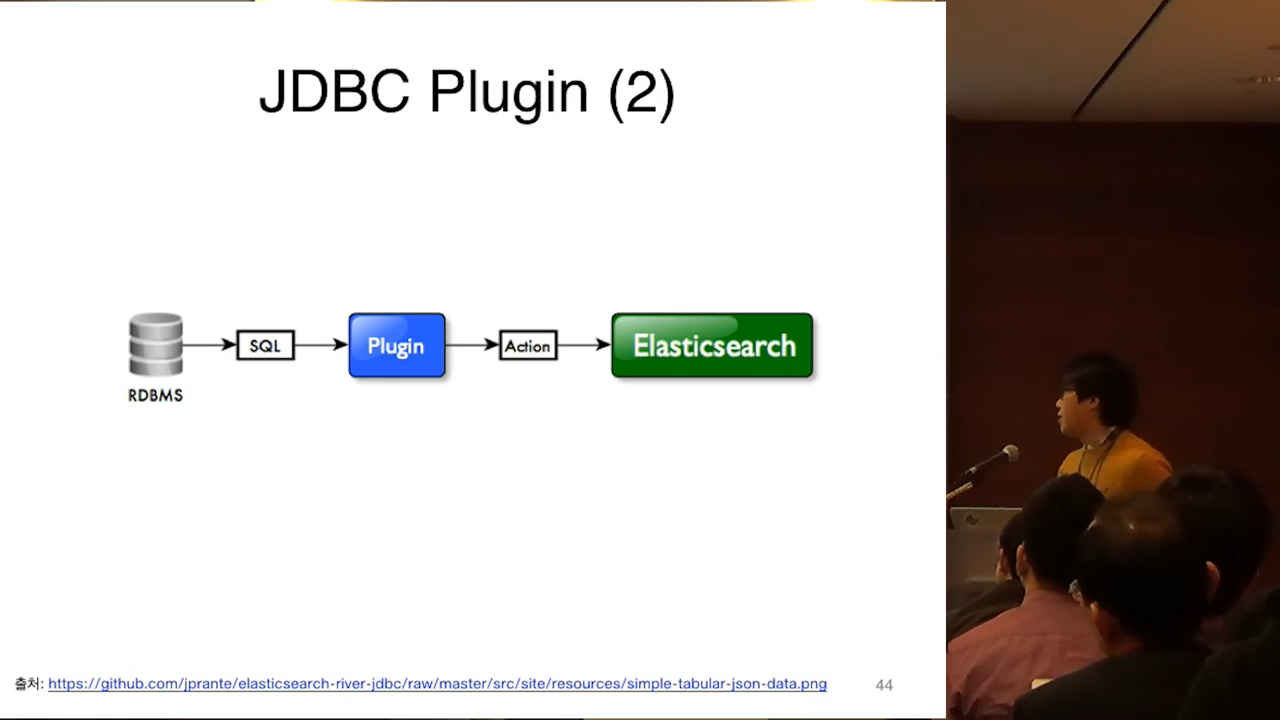 JDBC Plugin (2)
SQL
Plugin
Action
Elasticsearch
RDBMS
출처: https://github.com/jprante/elasticsearch-river-jdbc/raw/master/src/site/resources/simple-tabular-json-data.png
44